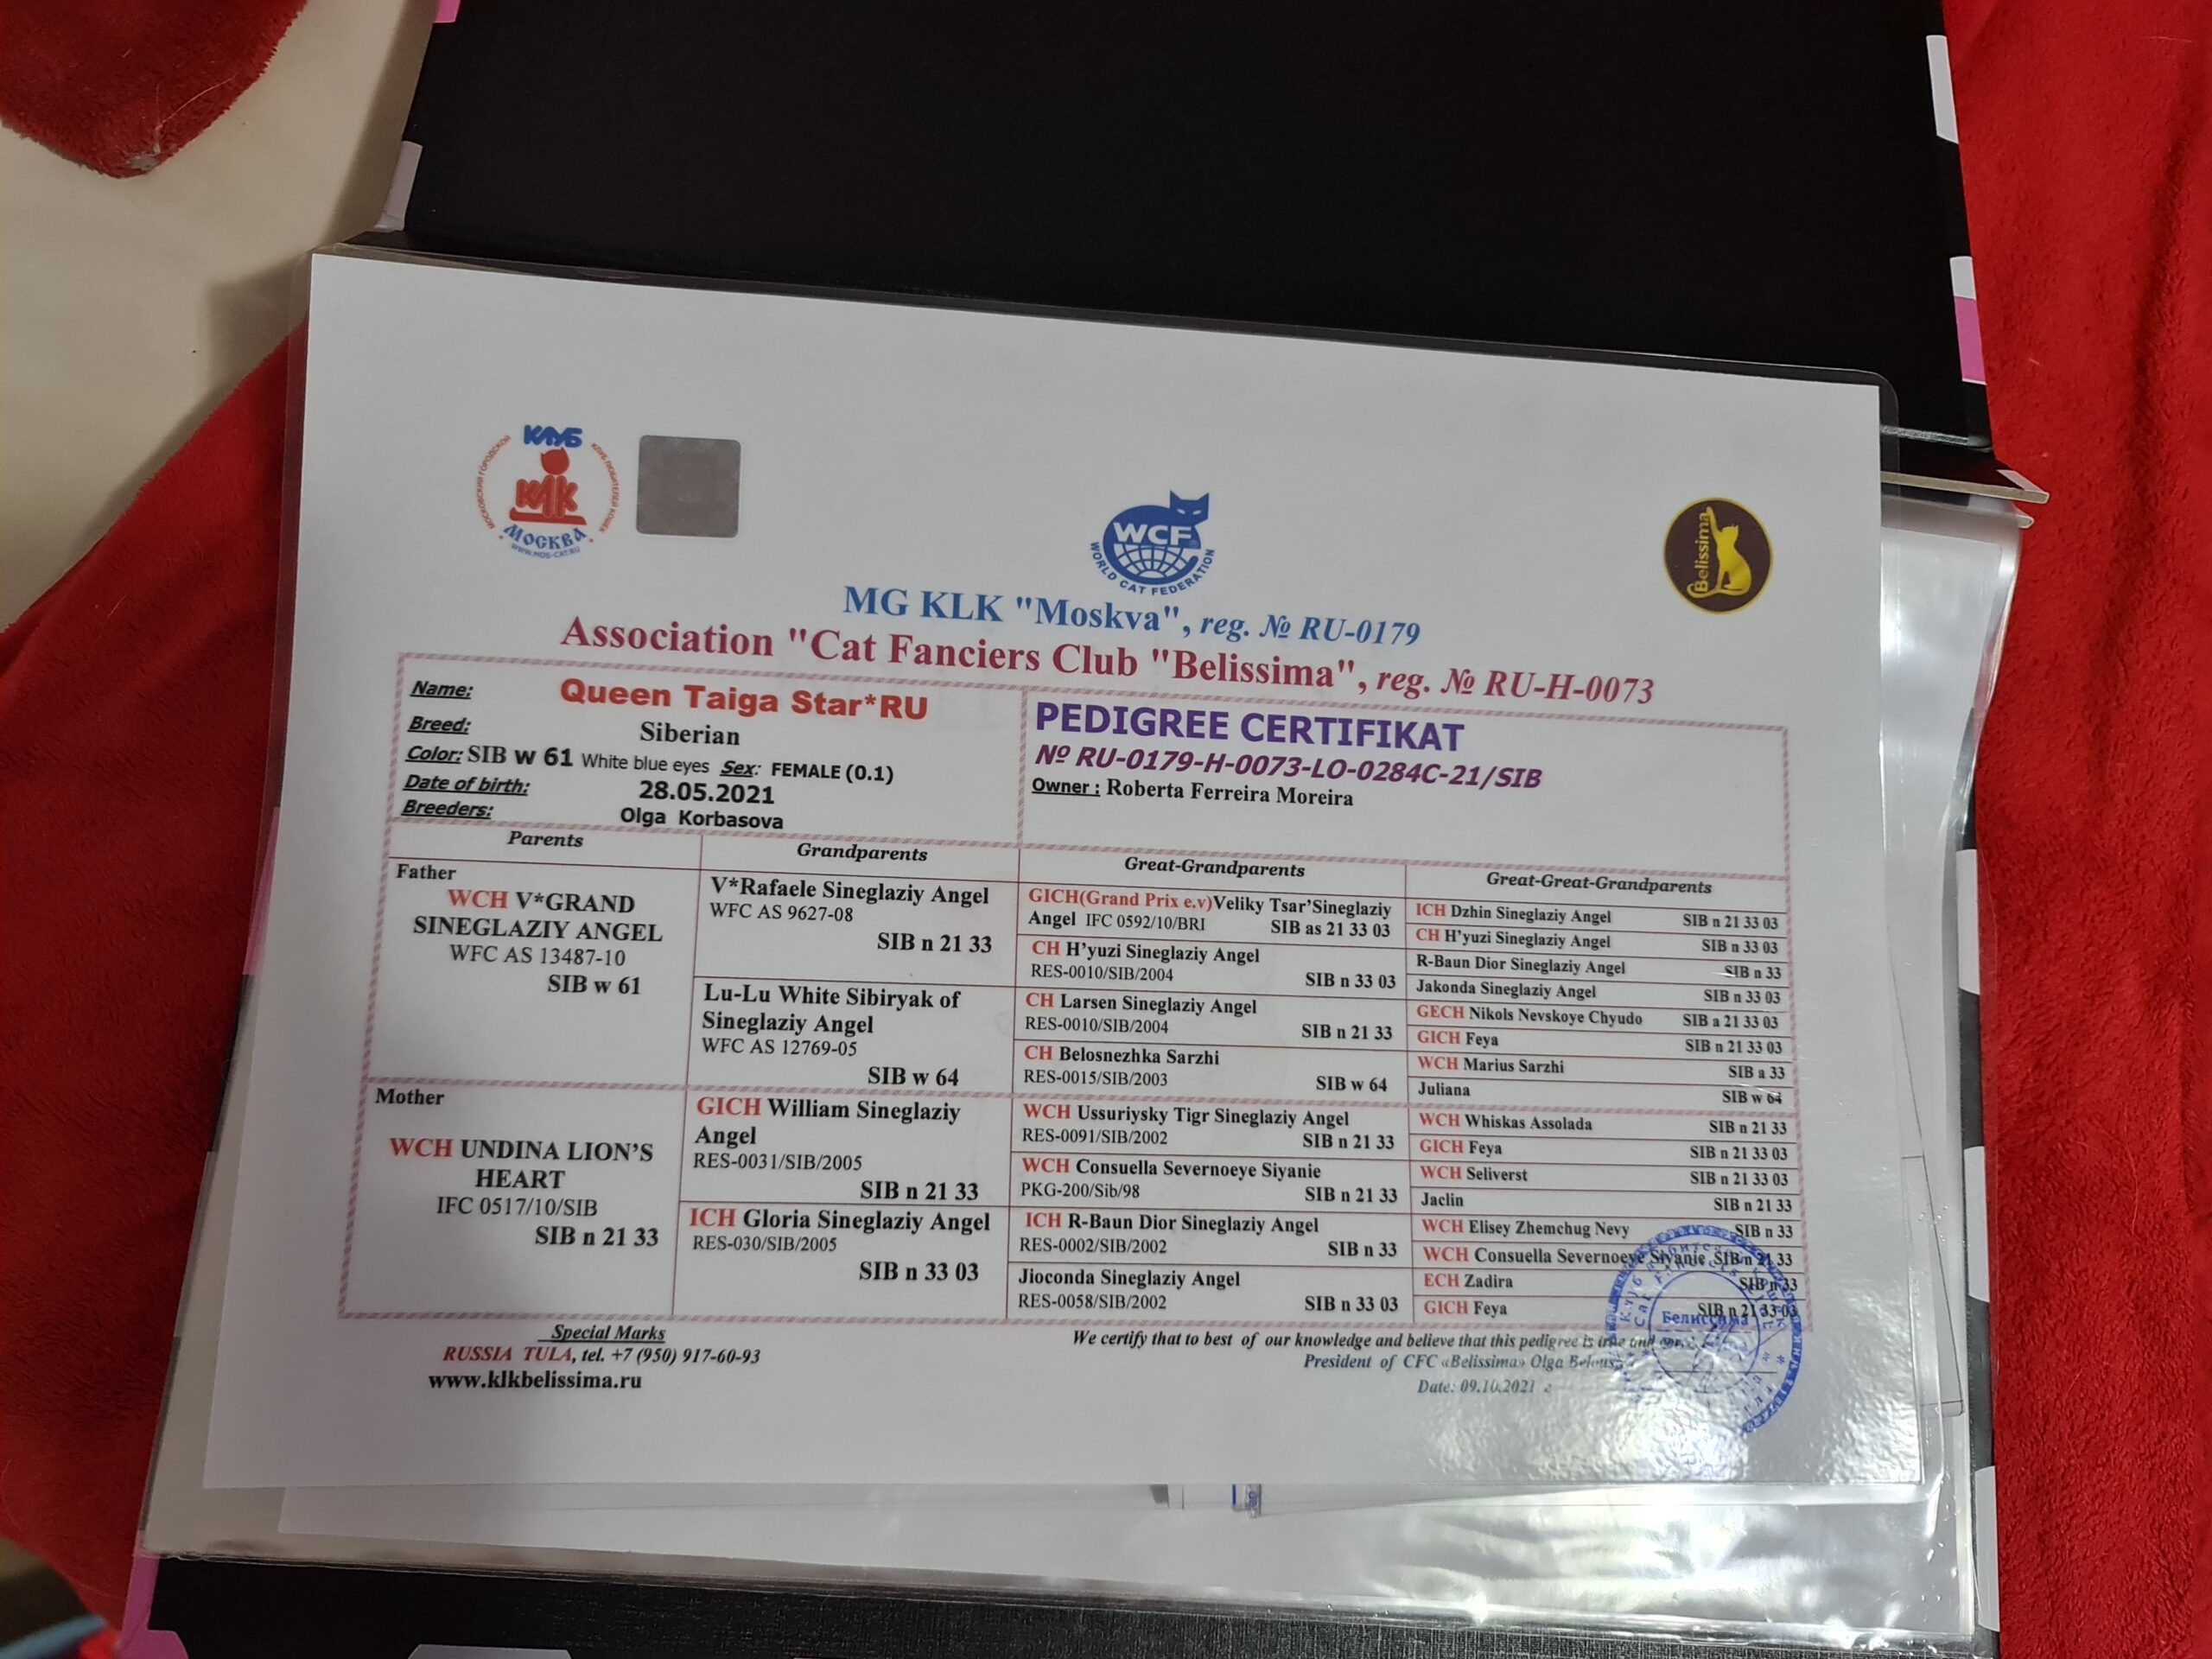 КЛУБ
МОСКОВСКИЙ ГОРОДСКОЙ
КЛУБ ЛЮБИТЕЛЕЙ КОШЕК
КЛК
МОСКВА
WWW.MOS-CAT.RU
WCF
WORLD CAT FEDERATION
Belissima
MG KLK "Moskva", reg. № RU-0179
Association "Cat Fanciers Club "Belissima", reg. № RU-H-0073
Name: Queen Taiga Star*RU
Breed: Siberian
Color: SIB w 61 White blue eyes Sex: FEMALE (0.1)
Date of birth: 28.05.2021
Breeders: Olga Korbasova
PEDIGREE CERTIFIKAT
№ RU-0179-H-0073-LO-0284C-21/SIB
Owner : Roberta Ferreira Moreira
Parents
Father
WCH V*GRAND
SINEGLAZIY ANGEL
WFC AS 13487-10
SIB w 61
Mother
WCH UNDINA LION'S
HEART
IFC 0517/10/SIB
SIB n 21 33
Grandparents
V*Rafaele Sineglaziy Angel
WFC AS 9627-08
SIB n 21 33
Lu-Lu White Sibiryak of
Sineglaziy Angel
WFC AS 12769-05
SIB w 64
GICH William Sineglaziy
Angel
RES-0031/SIB/2005
SIB n 21 33
ICH Gloria Sineglaziy Angel
RES-030/SIB/2005
SIB n 33 03
Great-Grandparents
GICH(Grand Prix e.v)Veliky Tsar'Sineglaziy
Angel IFC 0592/10/BRI SIB as 21 33 03
CH H'yuzi Sineglaziy Angel
RES-0010/SIB/2004 SIB n 33 03
CH Larsen Sineglaziy Angel
RES-0010/SIB/2004 SIB n 21 33
CH Belosnezhka Sarzhi
RES-0015/SIB/2003 SIB w 64
WCH Ussuriysky Tigr Sineglaziy Angel
RES-0091/SIB/2002 SIB n 21 33
WCH Consuella Severnoeye Siyanie
PKG-200/Sib/98 SIB n 21 33
ICH R-Baun Dior Sineglaziy Angel
RES-0002/SIB/2002 SIB n 33
Jioconda Sineglaziy Angel
RES-0058/SIB/2002 SIB n 33 03
Great-Great-Grandparents
ICH Dzhin Sineglaziy Angel SIB n 21 33 03
CH H'yuzi Sineglaziy Angel SIB n 33 03
R-Baun Dior Sineglaziy Angel SIB n 33
Jakonda Sineglaziy Angel SIB n 33 03
GECH Nikols Nevskoye Chyudo SIB a 21 33 03
GICH Feya SIB n 21 33 03
WCH Marius Sarzhi SIB a 33
Juliana SIB w 64
WCH Whiskas Assolada SIB n 21 33
GICH Feya SIB n 21 33 03
WCH Seliverst SIB n 21 33 03
Jaclin SIB n 21 33
WCH Elisey Zhemchug Nevy SIB n 33
WCH Consuella Severnoeye Siyanie SIB n 21 33
ECH Zadira SIB n 33
GICH Feya SIB n 21 33 03
Special Marks
RUSSIA TULA, tel. +7 (950) 917-60-93
www.klkbelissima.ru
We certify that to best of our knowledge and believe that this pedigree is true and
President of CFC «Belissima» Olga
Date: 09.10.2021
Белиссима